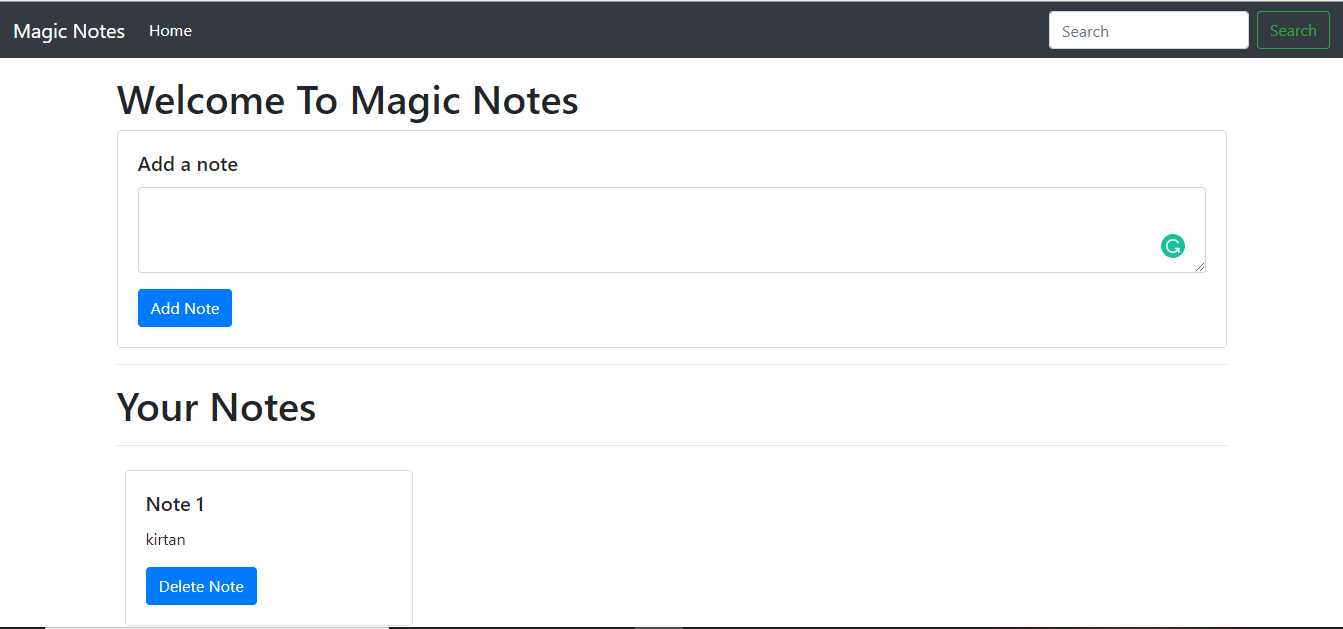 Magic Notes Home Search Search
Welcome To Magic Notes
Add a note
Add Note
Your Notes
Note 1
kirtan
Delete Note